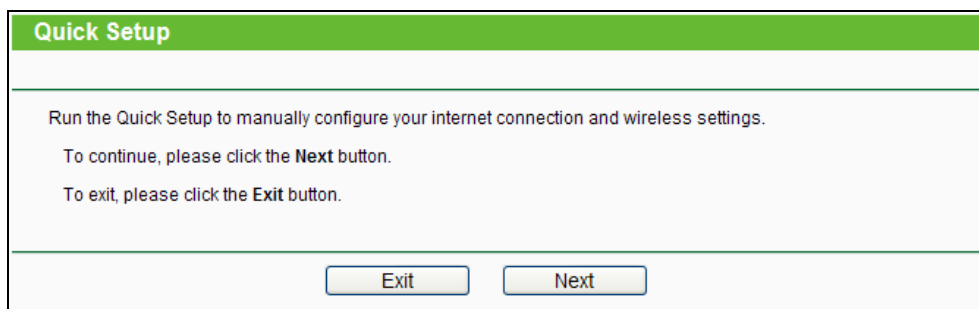 Quick Setup
Run the Quick Setup to manually configure your internet connection and wireless settings.
To continue, please click the Next button.
To exit, please click the Exit button.
Exit Next